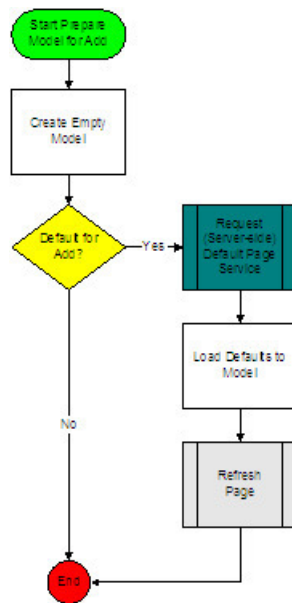 Start Prepare
Model for Add
Create Empty
Model
Default for
Add?
Yes
Request
(Server-side)
Default Page
Service
Load Defaults to
Model
No
Refresh
Page
End